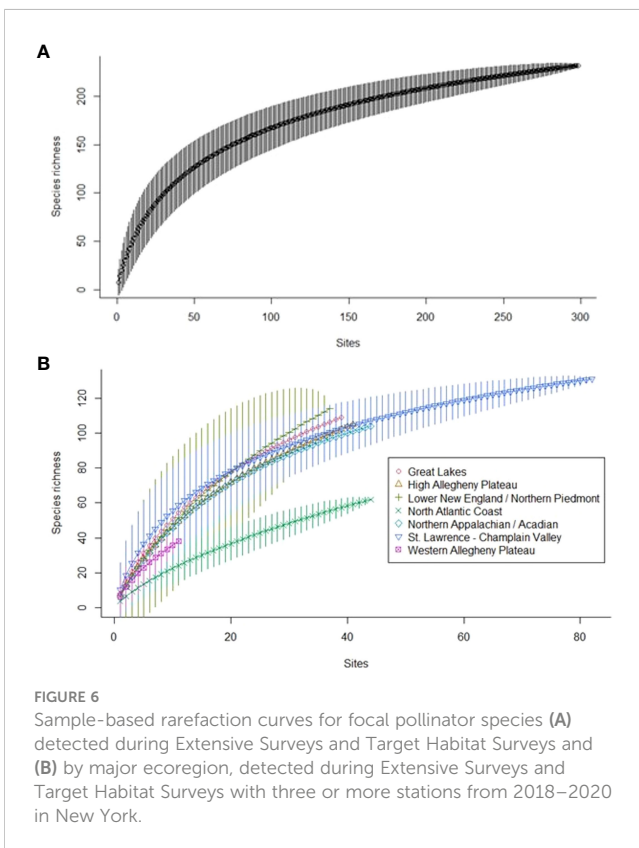 A
Species richness
200
150
100
50
0
0 50 100 150 200 250 300
Sites
B
Species richness
120
100
80
60
40
20
0
Great Lakes
High Allegheny Plateau
Lower New England / Northern Piedmont
North Atlantic Coast
Northern Appalachian / Acadian
St. Lawrence - Champlain Valley
Western Allegheny Plateau
0 20 40 60 80
Sites
FIGURE 6
Sample-based rarefaction curves for focal pollinator species (A)
detected during Extensive Surveys and Target Habitat Surveys and
(B) by major ecoregion, detected during Extensive Surveys and
Target Habitat Surveys with three or more stations from 2018–2020
in New York.